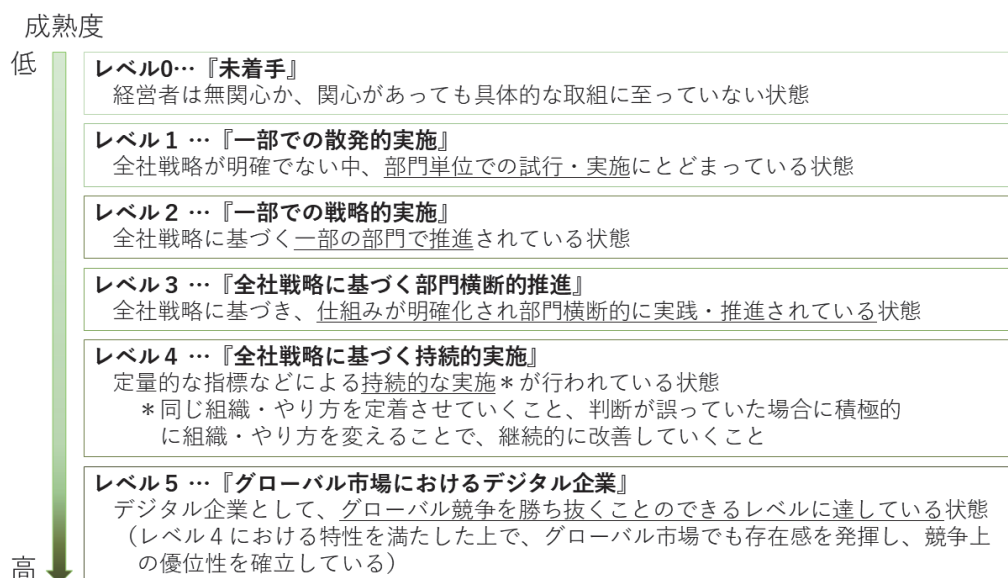 成熟度
低
レベル0…『未着手』
経営者は無関心か、関心があっても具体的な取組に至っていない状態
レベル１…『一部での散発的実施』
全社戦略が明確でない中、部門単位での試行・実施にとどまっている状態
レベル２…『一部での戦略的実施』
全社戦略に基づく一部の部門で推進されている状態
レベル３…『全社戦略に基づく部門横断的推進』
全社戦略に基づき、仕組みが明確化され部門横断的に実践・推進されている状態
レベル４…『全社戦略に基づく持続的実施』
定量的な指標などによる持続的な実施＊が行われている状態
＊同じ組織・やり方を定着させていくこと、判断が誤っていた場合に積極的
に組織・やり方を変えることで、継続的に改善していくこと
レベル５…『グローバル市場におけるデジタル企業』
デジタル企業として、グローバル競争を勝ち抜くことのできるレベルに達している状態
（レベル４における特性を満たした上で、グローバル市場でも存在感を発揮し、競争上
の優位性を確立している）
高